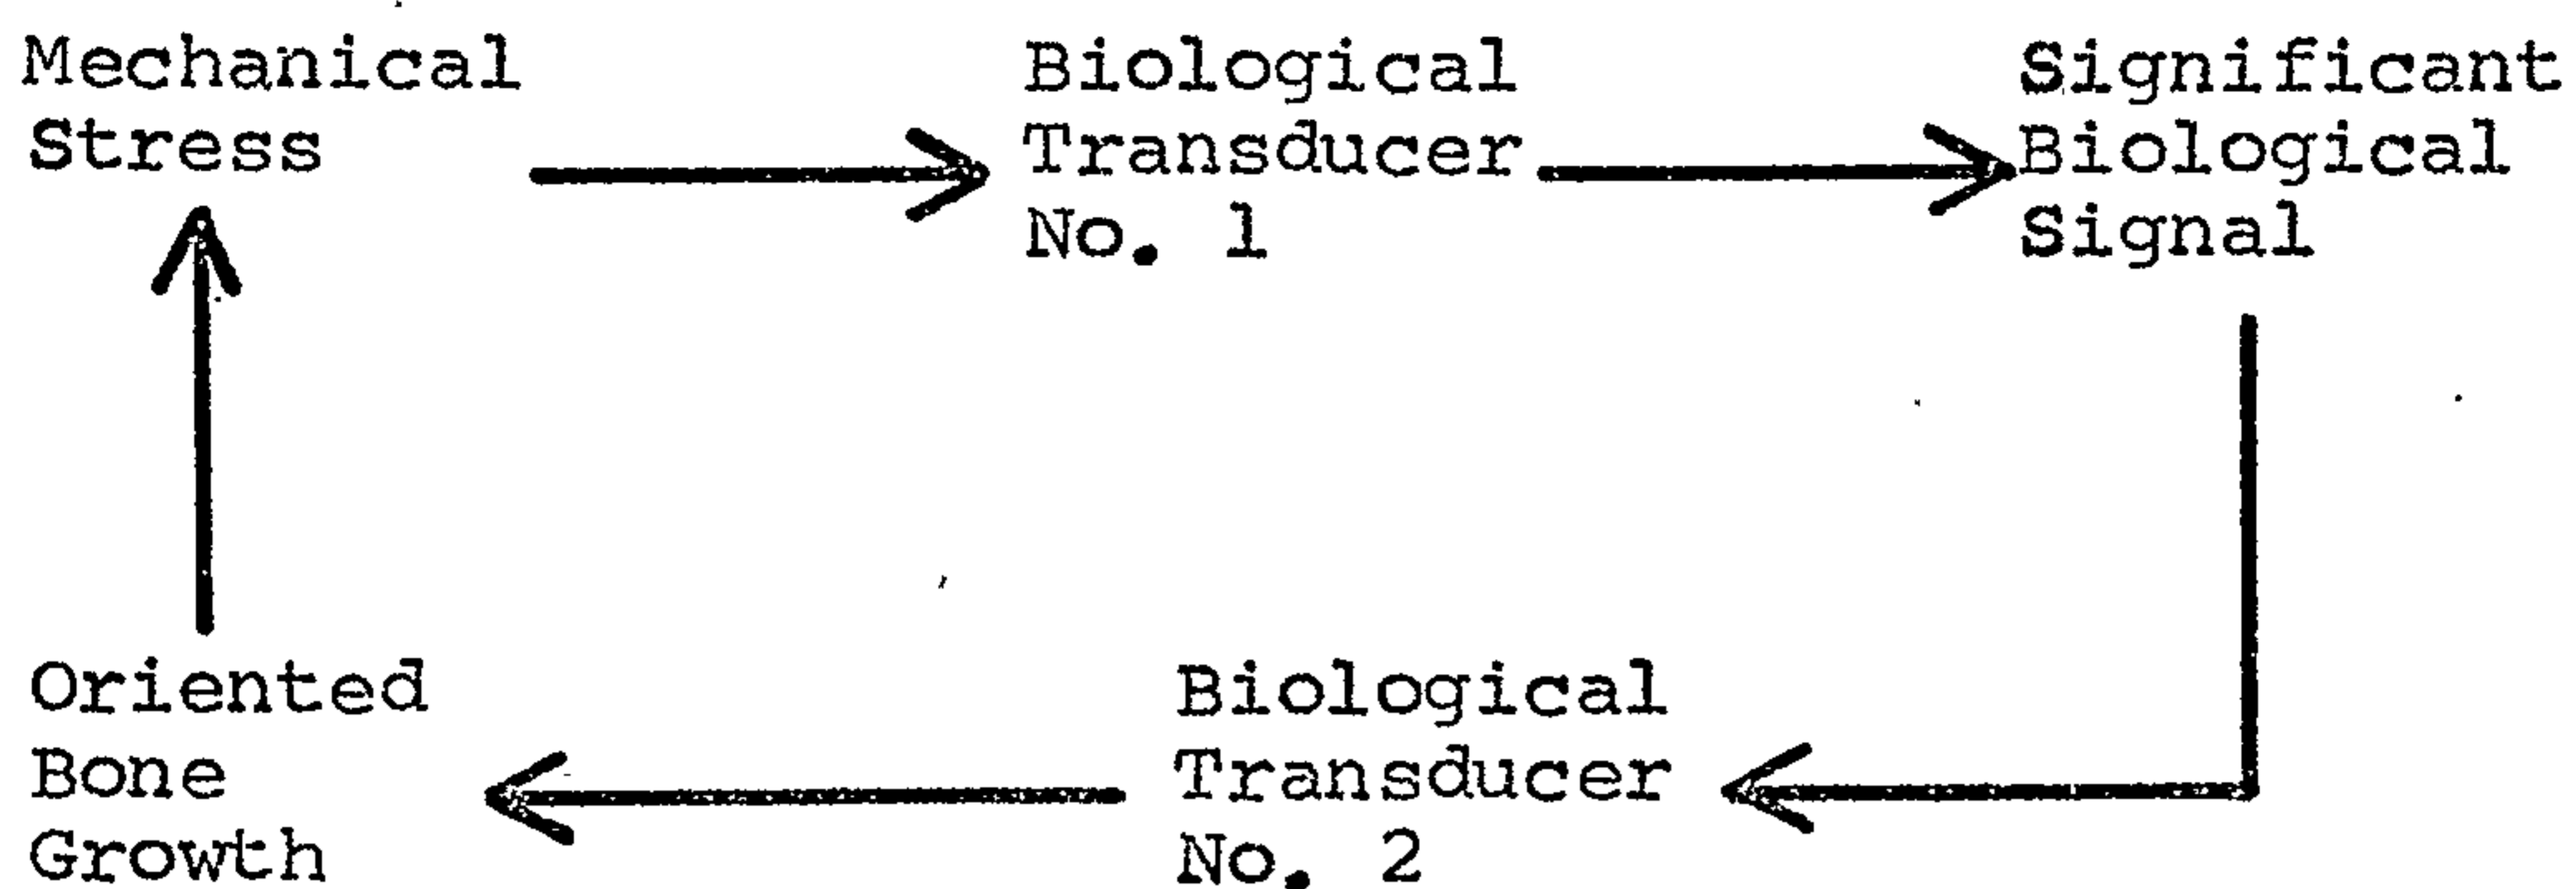 Mechanical
Stress
Biological
Transducer
No. 1
Significant
Biological
Signal
Biological
Transducer
No. 2
Oriented
Bone
Growth